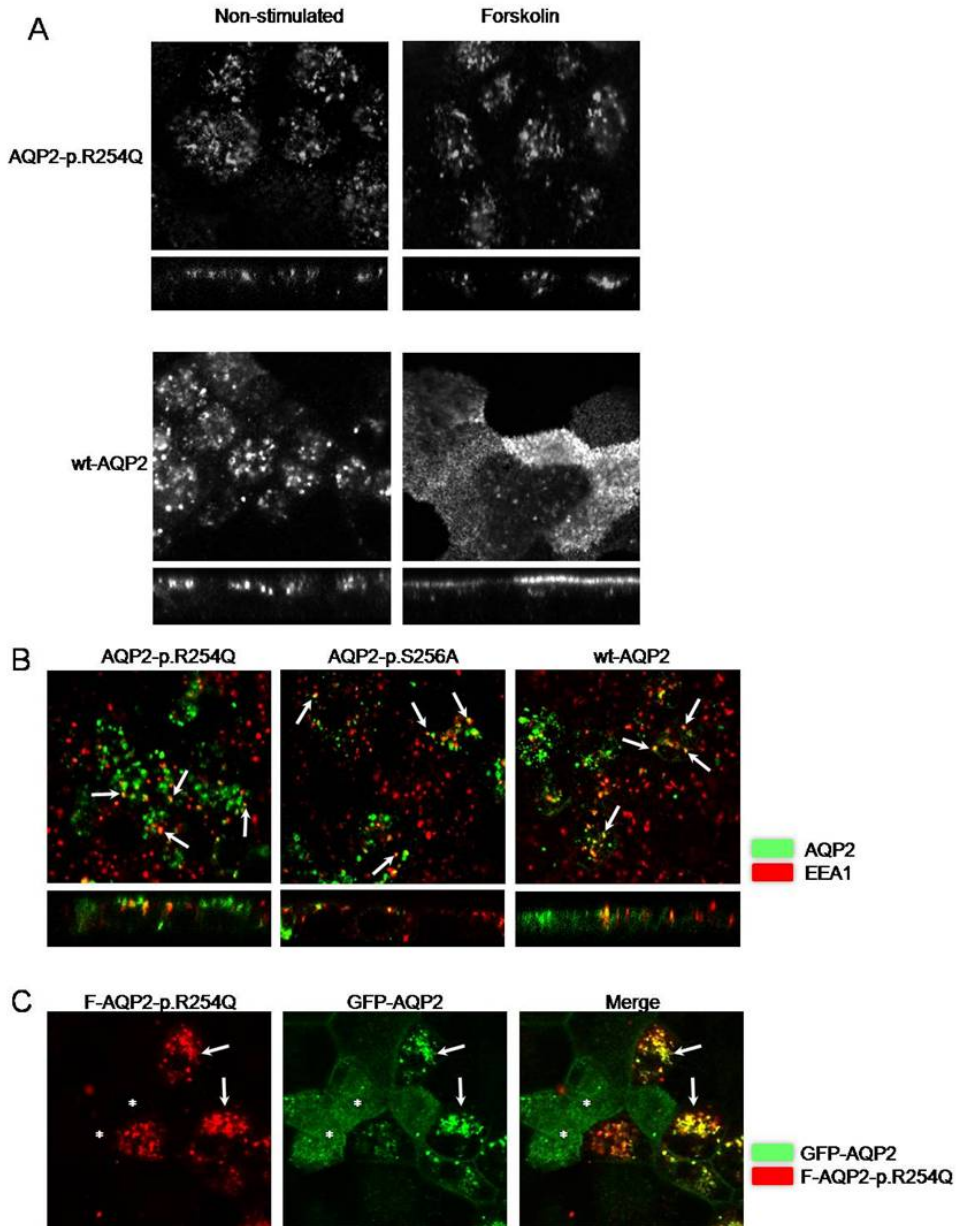 A
Non-stimulated Forskolin
AQP2-p.R254Q
wt-AQP2
B
AQP2-p.R254Q AQP2-p.S256A wt-AQP2
AQP2
EEA1
C
F-AQP2-p.R254Q GFP-AQP2 Merge
* * * * * *
GFP-AQP2
F-AQP2-p.R254Q